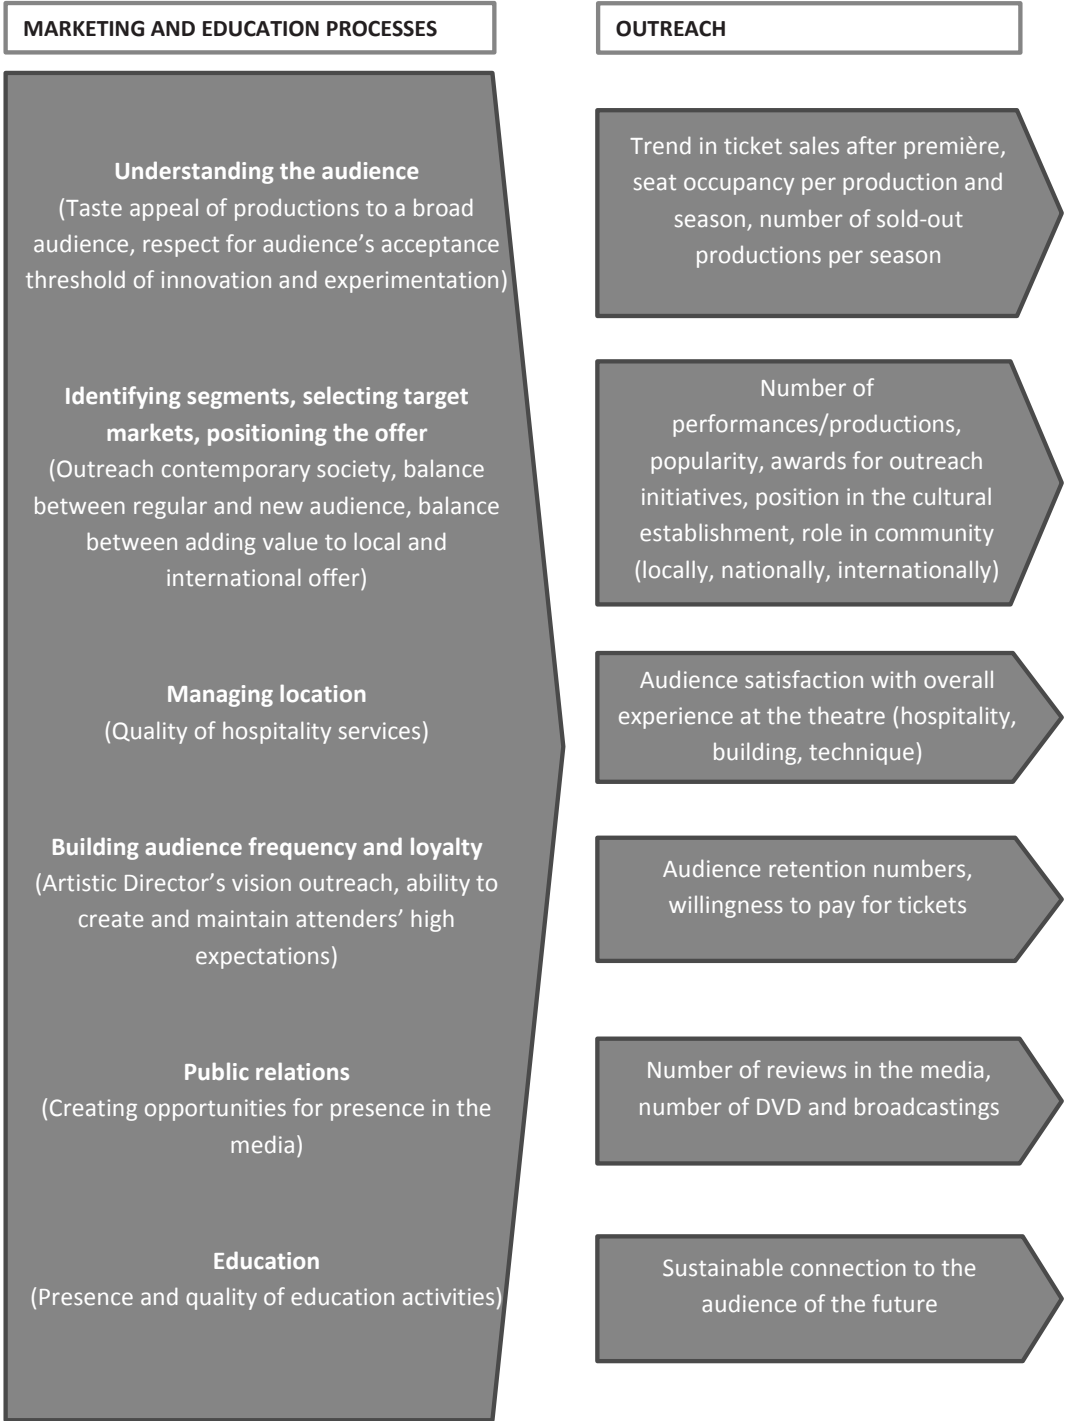 MARKETING AND EDUCATION PROCESSES
Understanding the audience
(Taste appeal of productions to a broad
audience, respect for audience’s acceptance
threshold of innovation and experimentation)
Identifying segments, selecting target
markets, positioning the offer
(Outreach contemporary society, balance
between regular and new audience, balance
between adding value to local and
international offer)
Managing location
(Quality of hospitality services)
Building audience frequency and loyalty
(Artistic Director’s vision outreach, ability to
create and maintain attenders’ high
expectations)
Public relations
(Creating opportunities for presence in the
media)
Education
(Presence and quality of education activities)
OUTREACH
Trend in ticket sales after première,
seat occupancy per production and
season, number of sold-out
productions per season
Number of
performances/productions,
popularity, awards for outreach
initiatives, position in the cultural
establishment, role in community
(locally, nationally, internationally)
Audience satisfaction with overall
experience at the theatre (hospitality,
building, technique)
Audience retention numbers,
willingness to pay for tickets
Number of reviews in the media,
number of DVD and broadcastings
Sustainable connection to the
audience of the future